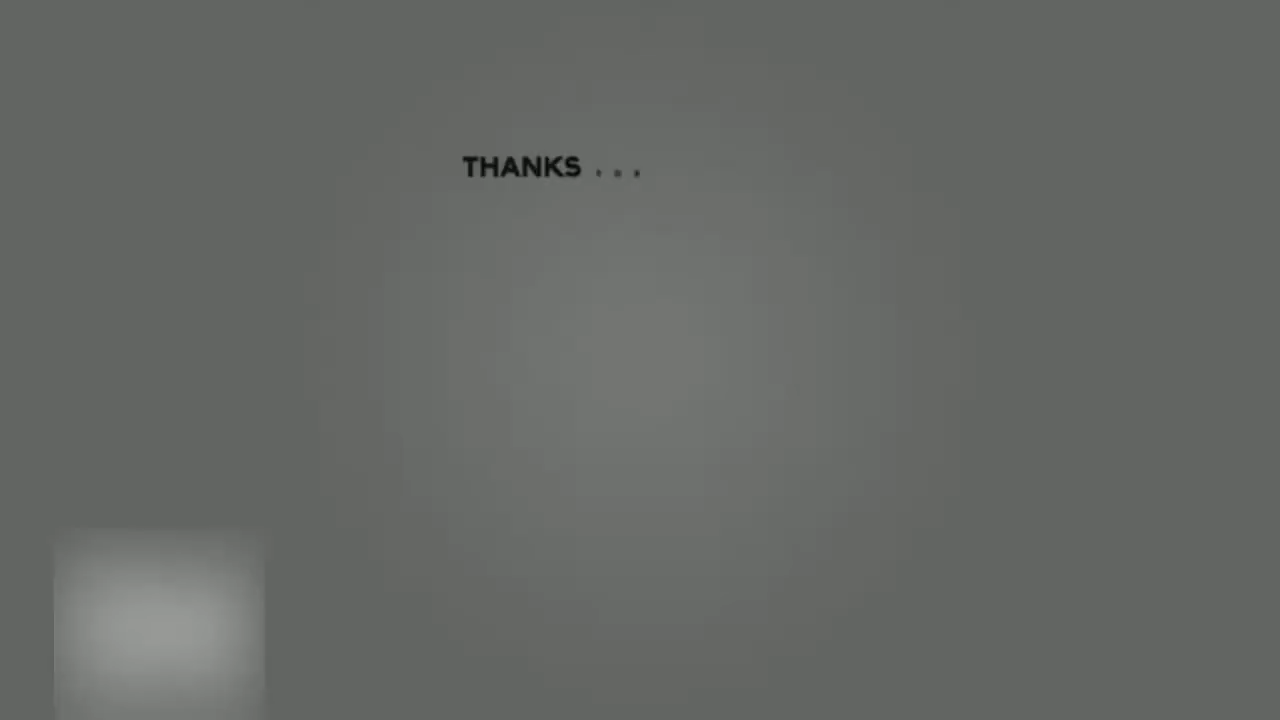 THANKS . . .